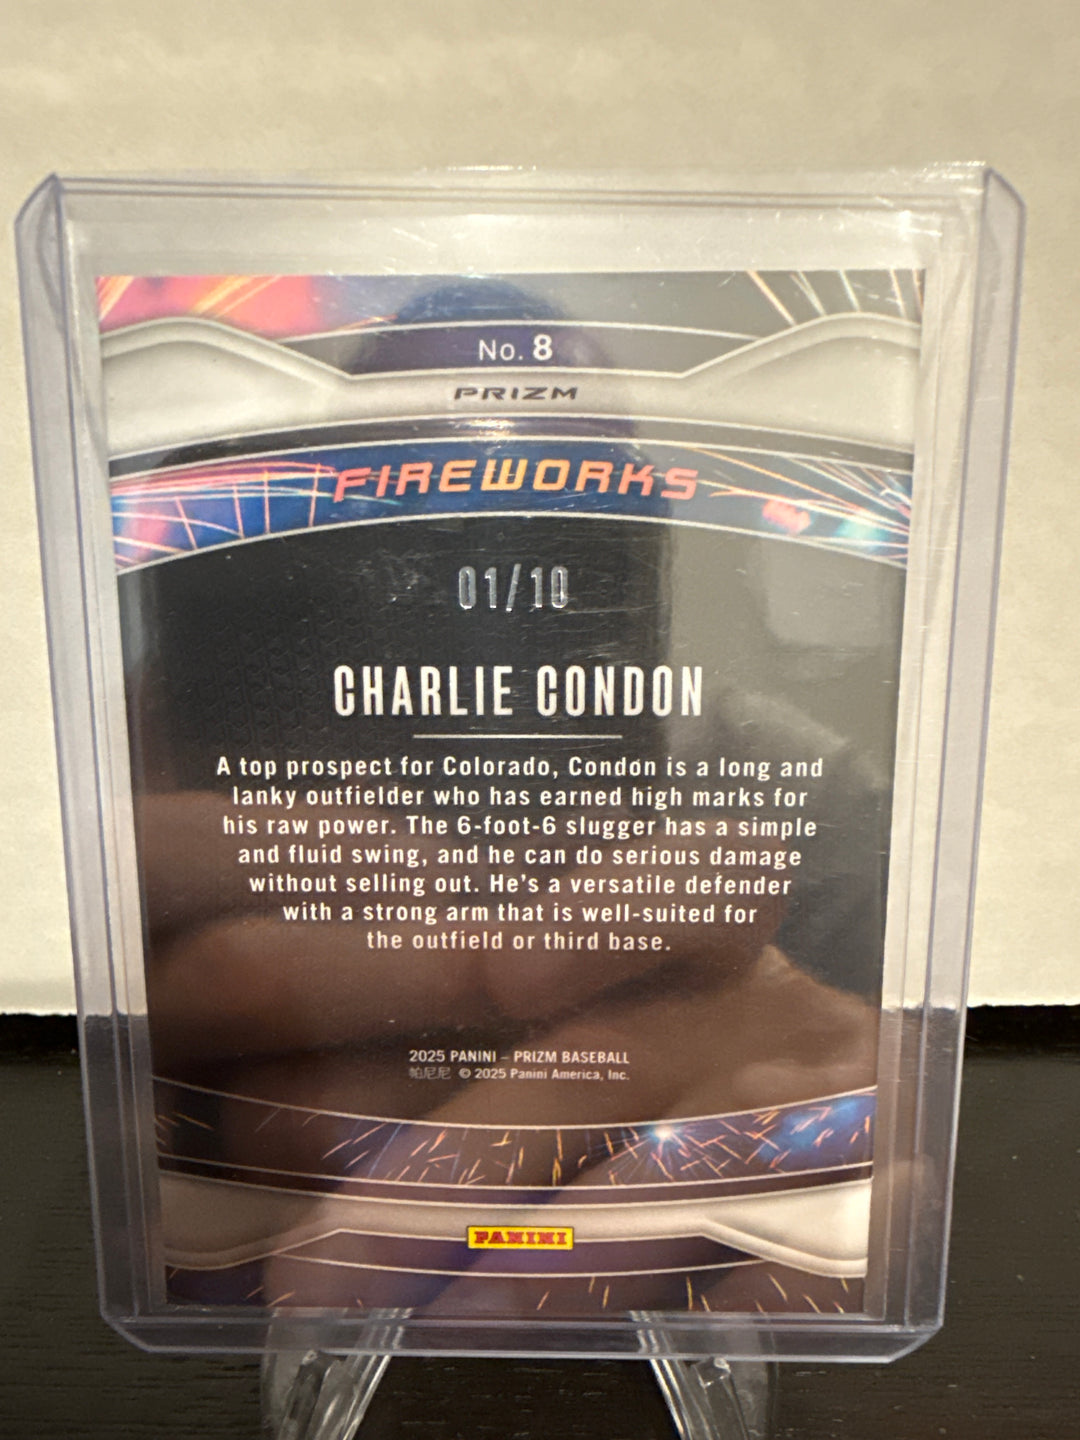 No. 8
PRIZM
FIREWORKS
01/10
CHARLIE CONDON
A top prospect for Colorado, Condon is a long and
lanky outfielder who has earned high marks for
his raw power. The 6-foot-6 slugger has a simple
and fluid swing, and he can do serious damage
without selling out. He's a versatile defender
with a strong arm that is well-suited for
the outfield or third base.
2025 PANINI – PRIZM BASEBALL
帕尼尼 © 2025 Panini America, Inc.
PANINI